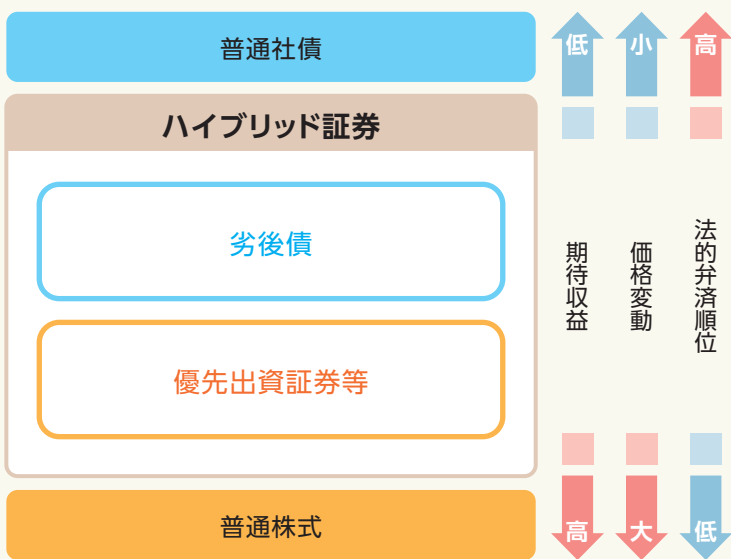 普通社債
ハイブリッド証券
劣後債
優先出資証券等
普通株式
低
小
高
期待収益
価格変動
法的弁済順位
高
大
低